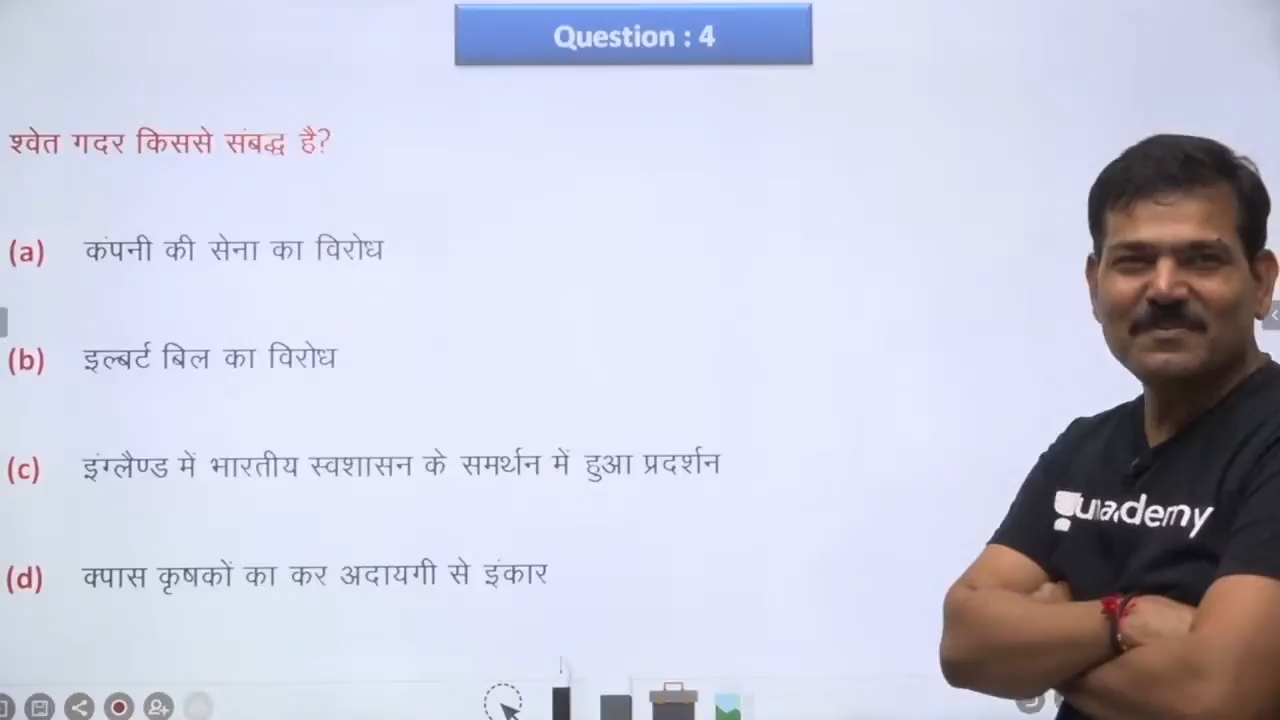 Question : 4
श्वेत गदर किससे संबद्ध है?
(a) कंपनी की सेना का विरोध
(b) इल्बर्ट बिल का विरोध
(c) इंग्लैण्ड में भारतीय स्वशासन के समर्थन में हुआ प्रदर्शन
(d) क्पास कृषकों का कर अदायगी से इंकार
unacademy